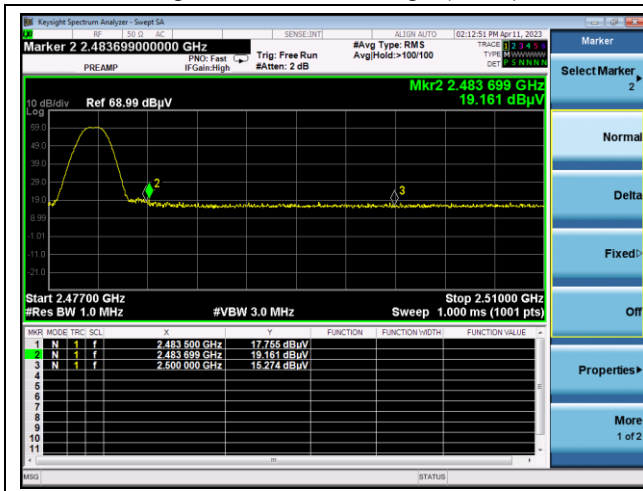 Keysight Spectrum Analyzer - Swept SA
RF 50 Ω AC SENSE:INT ALIGN AUTO 02:12:51 PM Apr 11, 2023
Marker 2 2.483699000000 GHz
PREAMP
PNO: Fast
IFGain:High
Trig: Free Run
#Atten: 2 dB
#Avg Type: RMS
Avg|Hold:>100/100
TRACE 1 2 3 4 5 6
TYPE M W W W W W
DET P S N N N N
Mkr2 2.483 699 GHz
19.161 dBµV
10 dB/div Ref 68.99 dBµV
Log
59.0
49.0
39.0
29.0
19.0
8.99
-1.01
-11.0
-21.0
2
3
Start 2.47700 GHz Stop 2.51000 GHz
#Res BW 1.0 MHz #VBW 3.0 MHz Sweep 1.000 ms (1001 pts)
MKR MODE TRC SCL X Y FUNCTION FUNCTION WIDTH FUNCTION VALUE
1 N 1 f 2.483 500 GHz 17.755 dBµV
2 N 1 f 2.483 699 GHz 19.161 dBµV
3 N 1 f 2.500 000 GHz 15.274 dBµV
4
5
6
7
8
9
10
11
MSG STATUS
Marker
Select Marker
2
Normal
Delta
Fixed
Off
Properties
More
1 of 2